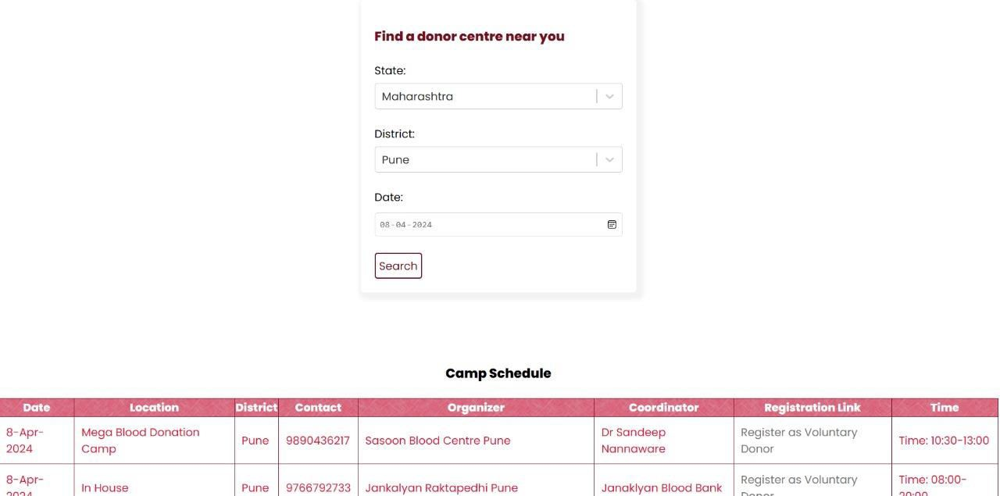 Find a donor centre near you
State:
Maharashtra
District:
Pune
Date:
08-04-2024
Search
Camp Schedule
Date Location District Contact Organizer Coordinator Registration Link Time
8-Apr- Mega Blood Donation Pune 9890436217 Sasoon Blood Centre Pune Dr Sandeep Register as Voluntary Time: 10:30-13:00
2024 Camp Nannaware Donor
8-Apr- In House Pune 9766792733 Jankalyan Raktapedhi Pune Janaklyan Blood Bank Register as Voluntary Time: 08:00-
2024 Donor